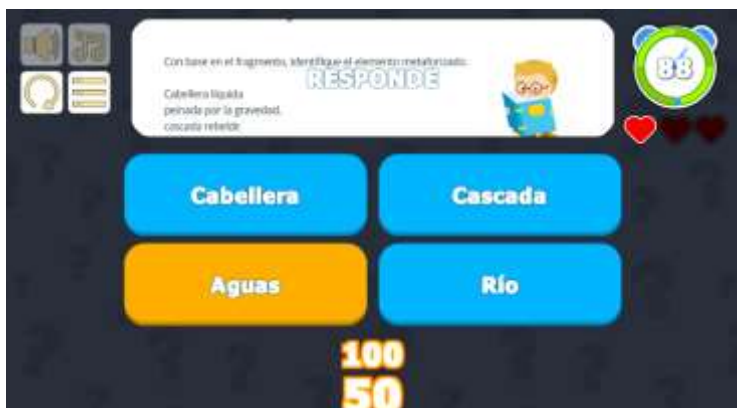 Con base en el fragmento, identifique el elemento metaforizado.
RESPONDE
Cabellera líquida
peinada por la gravedad,
cascada rebelde
88
Cabellera
Cascada
Aguas
Río
100
50